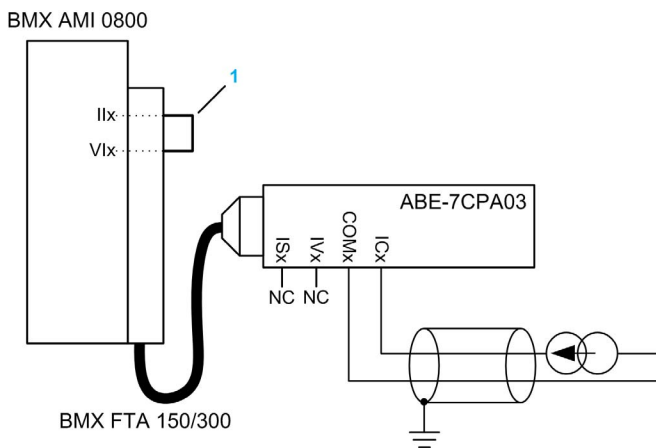 BMX AMI 0800
1
IIx
VIx
ABE-7CPA03
ISx
IVx
COMx
ICx
NC
NC
BMX FTA 150/300